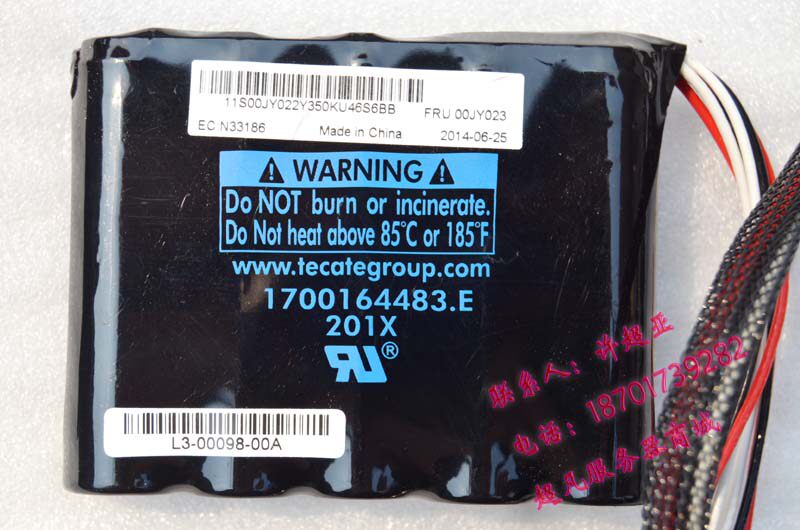 11S00JY022Y350KU46S6BB
FRU 00JY023
EC N33186 Made in China 2014-06-25
WARNING
Do NOT burn or incinerate.
Do Not heat above 85°C or 185°F
www.tecategroup.com
1700164483.E
201X
RU®
L3-00098-00A
联系人：许超亚
电话：18701739282
超凡服务器商城